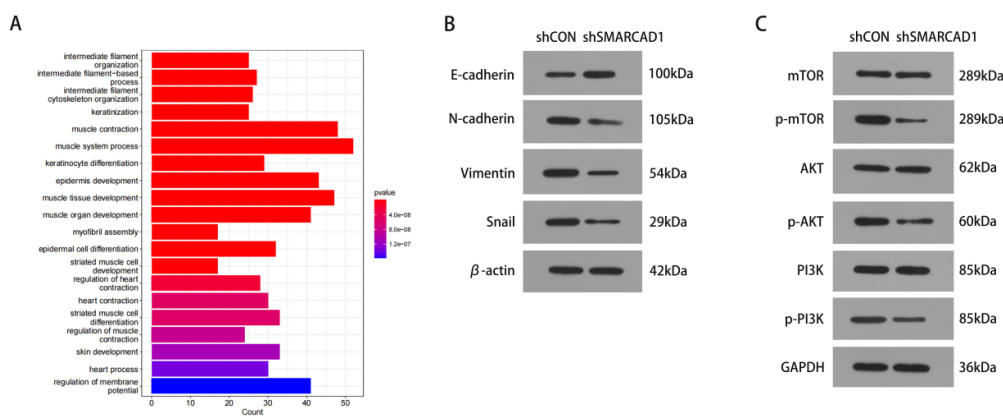 A
intermediate filament
organization
intermediate filament-based
process
intermediate filament
cytoskeleton organization
keratinization
muscle contraction
muscle system process
keratinocyte differentiation
epidermis development
muscle tissue development
muscle organ development
myofibril assembly
epidermal cell differentiation
striated muscle cell
development
regulation of heart
contraction
heart contraction
striated muscle cell
differentiation
regulation of muscle
contraction
skin development
heart process
regulation of membrane
potential
0 10 20 30 40 50
Count
pvalue
4.0e-08
8.0e-08
1.2e-07
B
shCON shSMARCAD1
E-cadherin 100kDa
N-cadherin 105kDa
Vimentin 54kDa
Snail 29kDa
β-actin 42kDa
C
shCON shSMARCAD1
mTOR 289kDa
p-mTOR 289kDa
AKT 62kDa
p-AKT 60kDa
PI3K 85kDa
p-PI3K 85kDa
GAPDH 36kDa